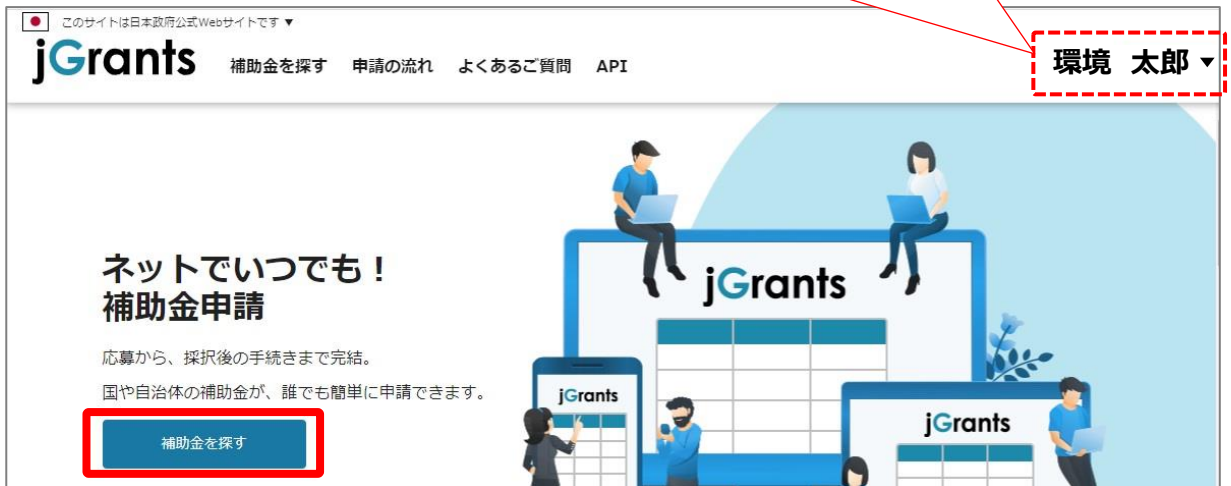 このサイトは日本政府公式Webサイトです ▼
jGrants 補助金を探す 申請の流れ よくあるご質問 API
環境 太郎 ▼
ネットでいつでも！
補助金申請
応募から、採択後の手続きまで完結。
国や自治体の補助金が、誰でも簡単に申請できます。
補助金を探す
jGrants
jGrants
jGrants